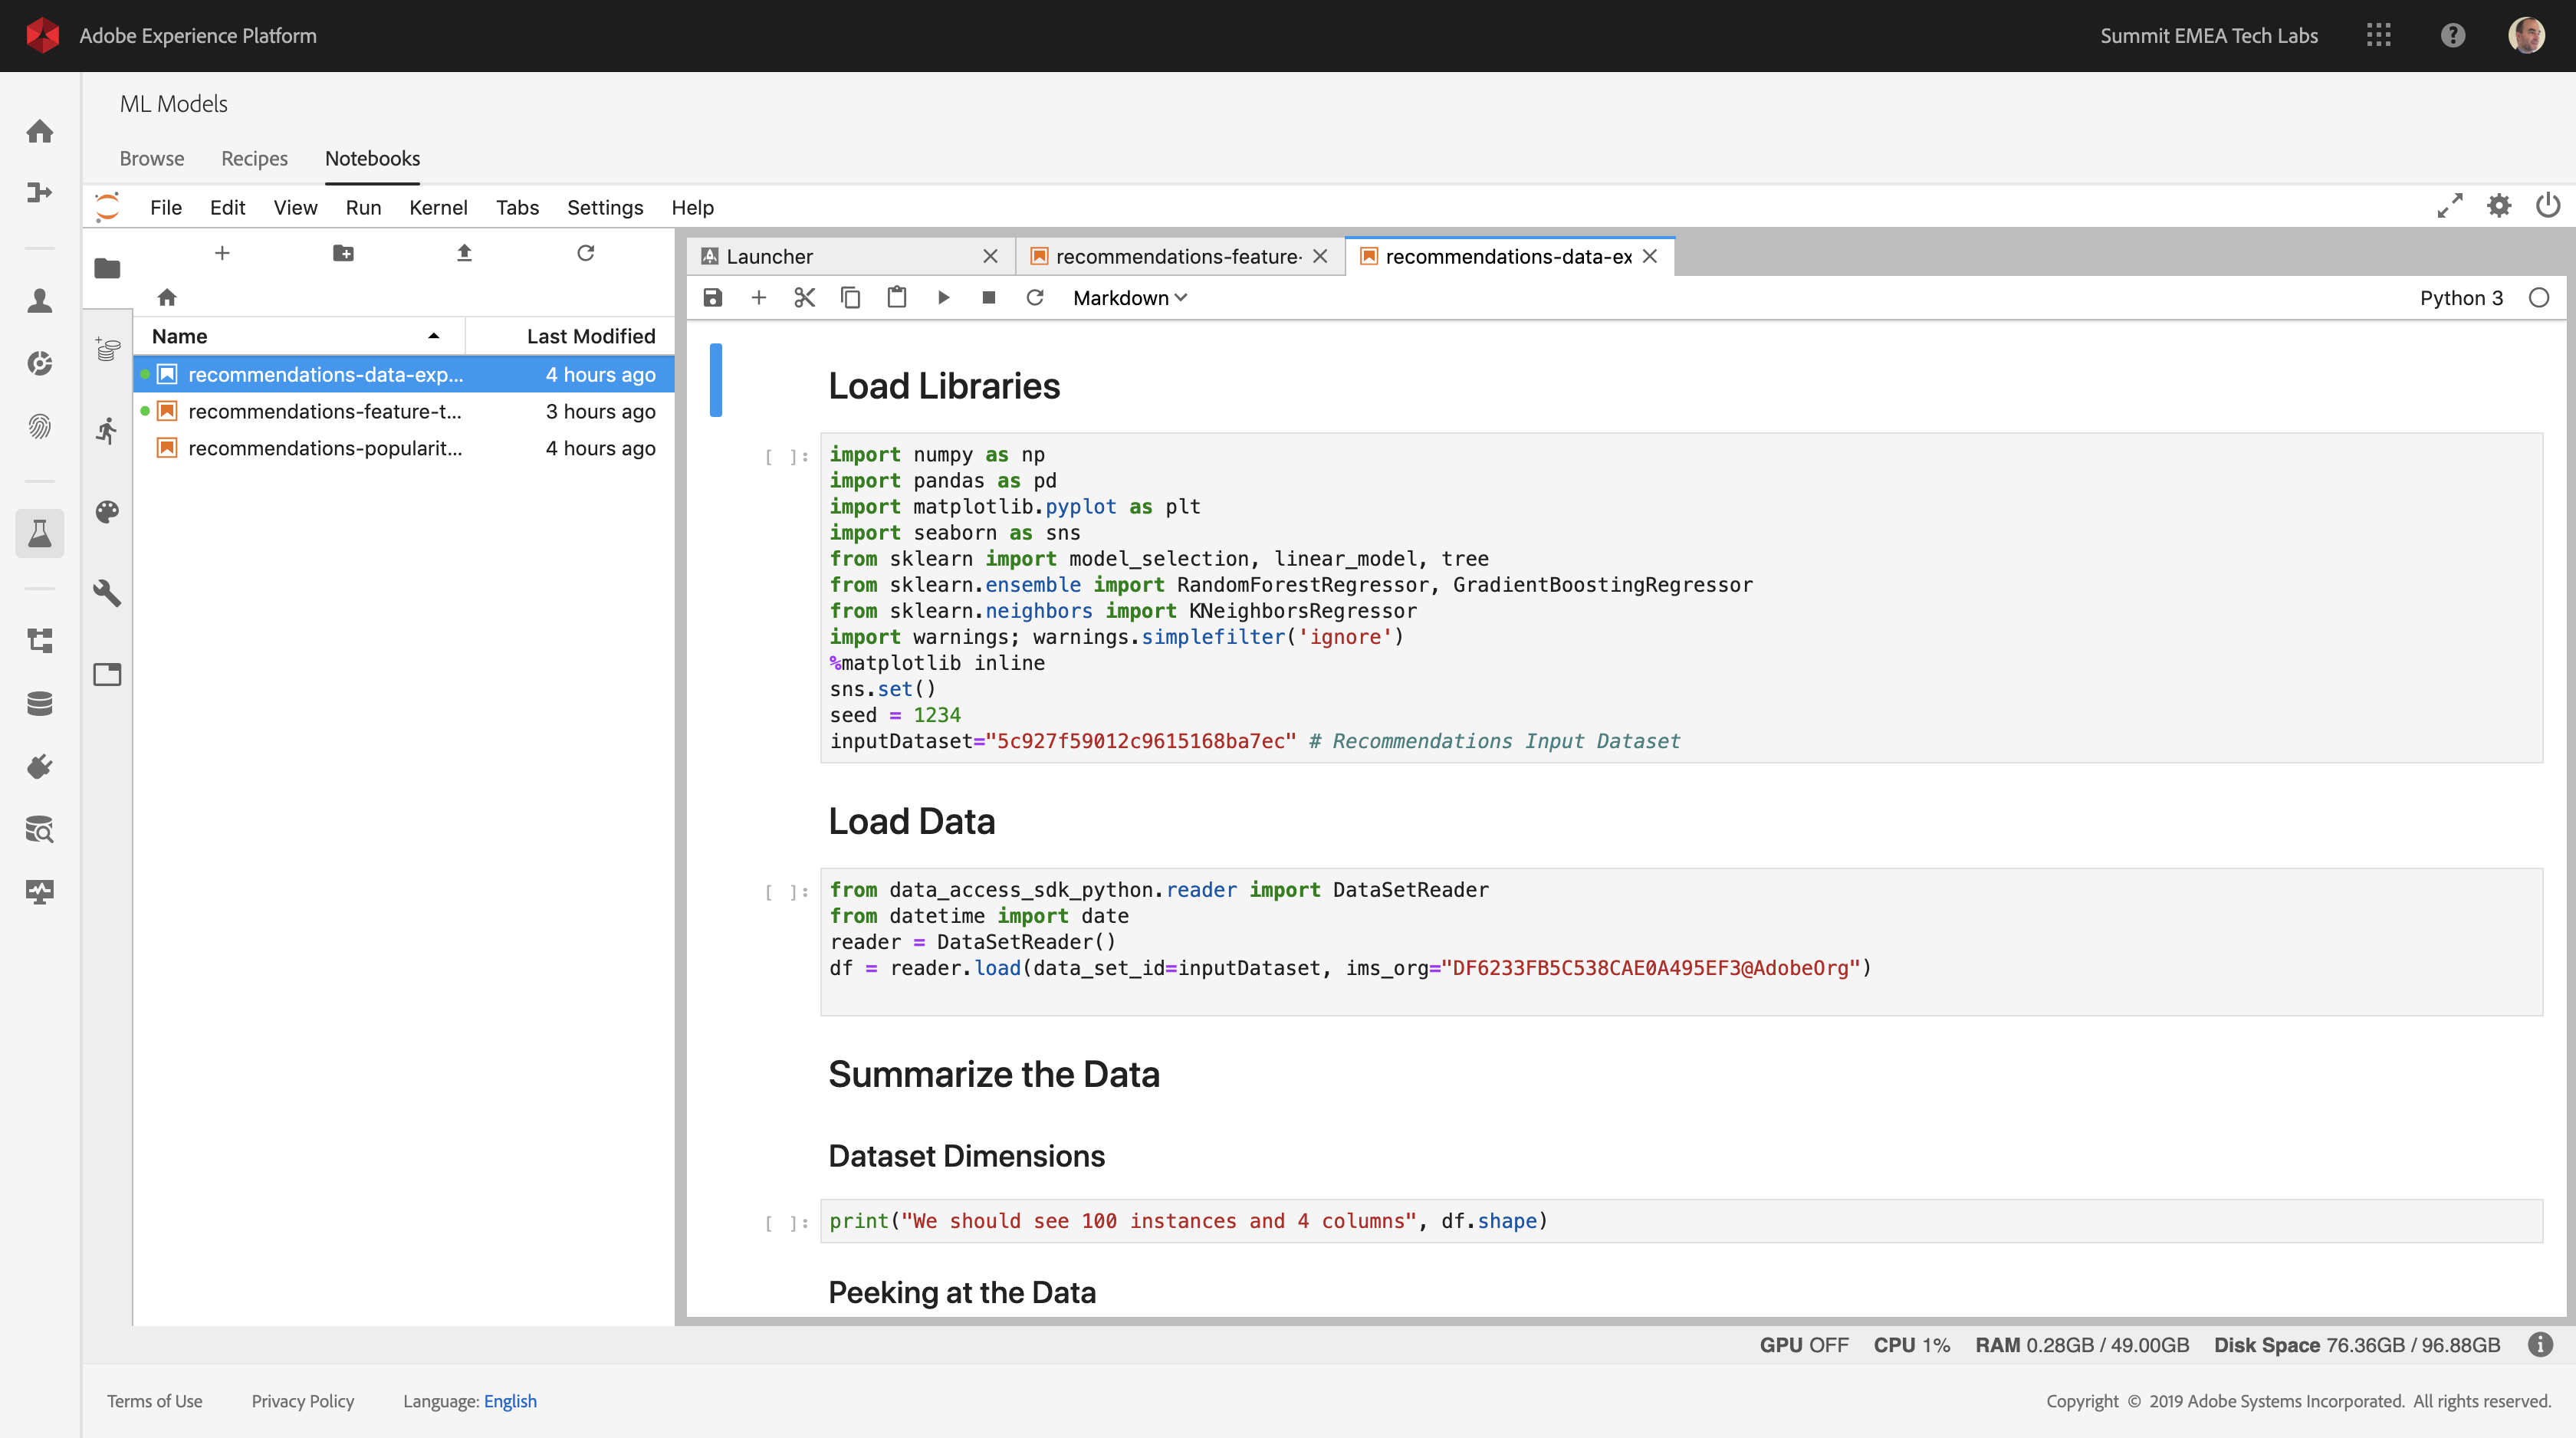 Adobe Experience Platform
Summit EMEA Tech Labs
ML Models
Browse Recipes Notebooks
File Edit View Run Kernel Tabs Settings Help
Launcher
recommendations-feature-
recommendations-data-ex
Markdown
Python 3
Name Last Modified
recommendations-data-exp... 4 hours ago
recommendations-feature-t... 3 hours ago
recommendations-popularit... 4 hours ago
Load Libraries
[ ]:
import numpy as np
import pandas as pd
import matplotlib.pyplot as plt
import seaborn as sns
from sklearn import model_selection, linear_model, tree
from sklearn.ensemble import RandomForestRegressor, GradientBoostingRegressor
from sklearn.neighbors import KNeighborsRegressor
import warnings; warnings.simplefilter('ignore')
%matplotlib inline
sns.set()
seed = 1234
inputDataset="5c927f59012c9615168ba7ec" # Recommendations Input Dataset
Load Data
[ ]:
from data_access_sdk_python.reader import DataSetReader
from datetime import date
reader = DataSetReader()
df = reader.load(data_set_id=inputDataset, ims_org="DF6233FB5C538CAE0A495EF3@AdobeOrg")
Summarize the Data
Dataset Dimensions
[ ]:
print("We should see 100 instances and 4 columns", df.shape)
Peeking at the Data
GPU OFF CPU 1% RAM 0.28GB / 49.00GB Disk Space 76.36GB / 96.88GB
Terms of Use Privacy Policy Language: English
Copyright © 2019 Adobe Systems Incorporated. All rights reserved.